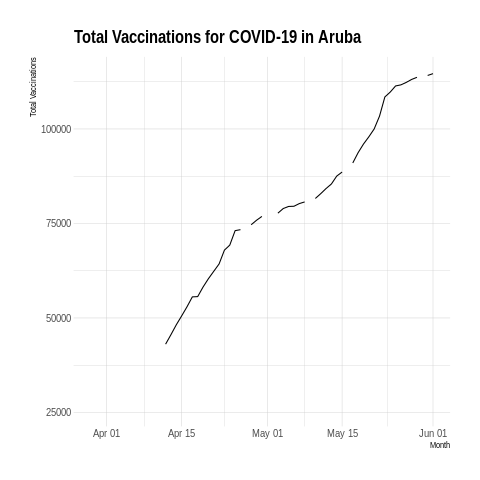 Total Vaccinations for COVID-19 in Aruba
Total Vaccinations
100000
75000
50000
25000
Apr 01
Apr 15
May 01
May 15
Jun 01
Month